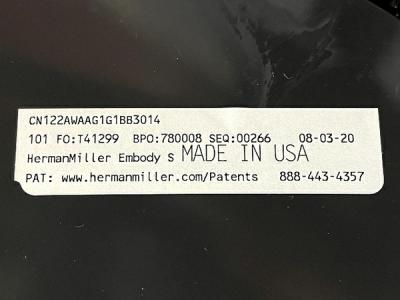 CN122AWAAG1G1BB3014
101 FO:T41299 BPO:780008 SEQ:00266 08-03-20
HermanMiller Embody S MADE IN USA
PAT: www.hermanmiller.com/Patents 888-443-4357